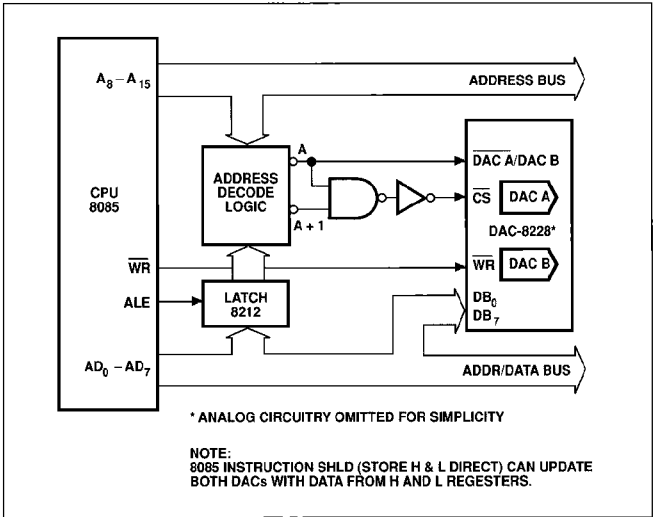 ADDRESS BUS
A8 – A15
A
ADDRESS
DECODE
LOGIC
A + 1
DAC A/DAC B
CS
DAC A
DAC-8228*
WR
DAC B
CPU
8085
WR
ALE
LATCH
8212
DB0
DB7
AD0 – AD7
ADDR/DATA BUS
* ANALOG CIRCUITRY OMITTED FOR SIMPLICITY
NOTE:
8085 INSTRUCTION SHLD (STORE H & L DIRECT) CAN UPDATE
BOTH DACs WITH DATA FROM H AND L REGESTERS.